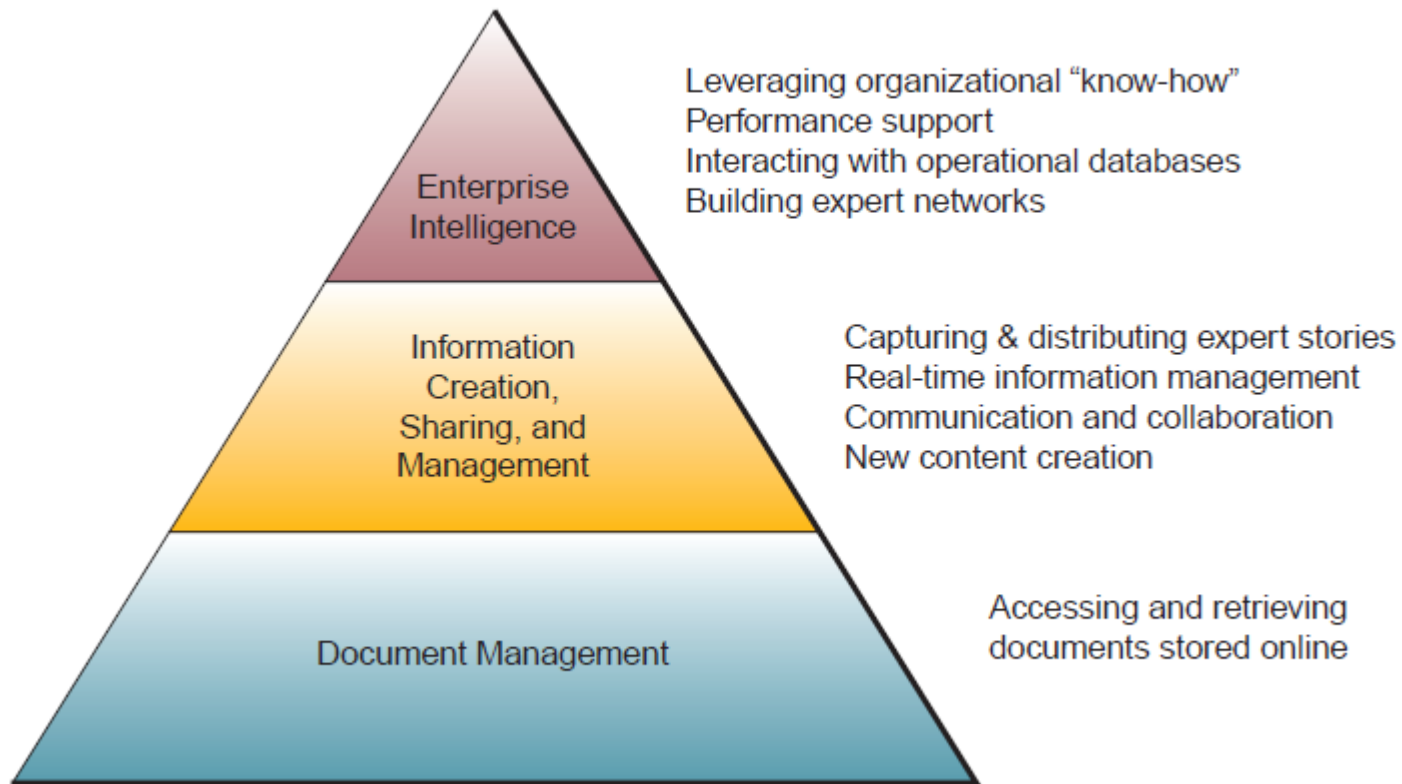 Enterprise
Intelligence
Leveraging organizational “know-how”
Performance support
Interacting with operational databases
Building expert networks
Information
Creation,
Sharing, and
Management
Capturing & distributing expert stories
Real-time information management
Communication and collaboration
New content creation
Document Management
Accessing and retrieving
documents stored online